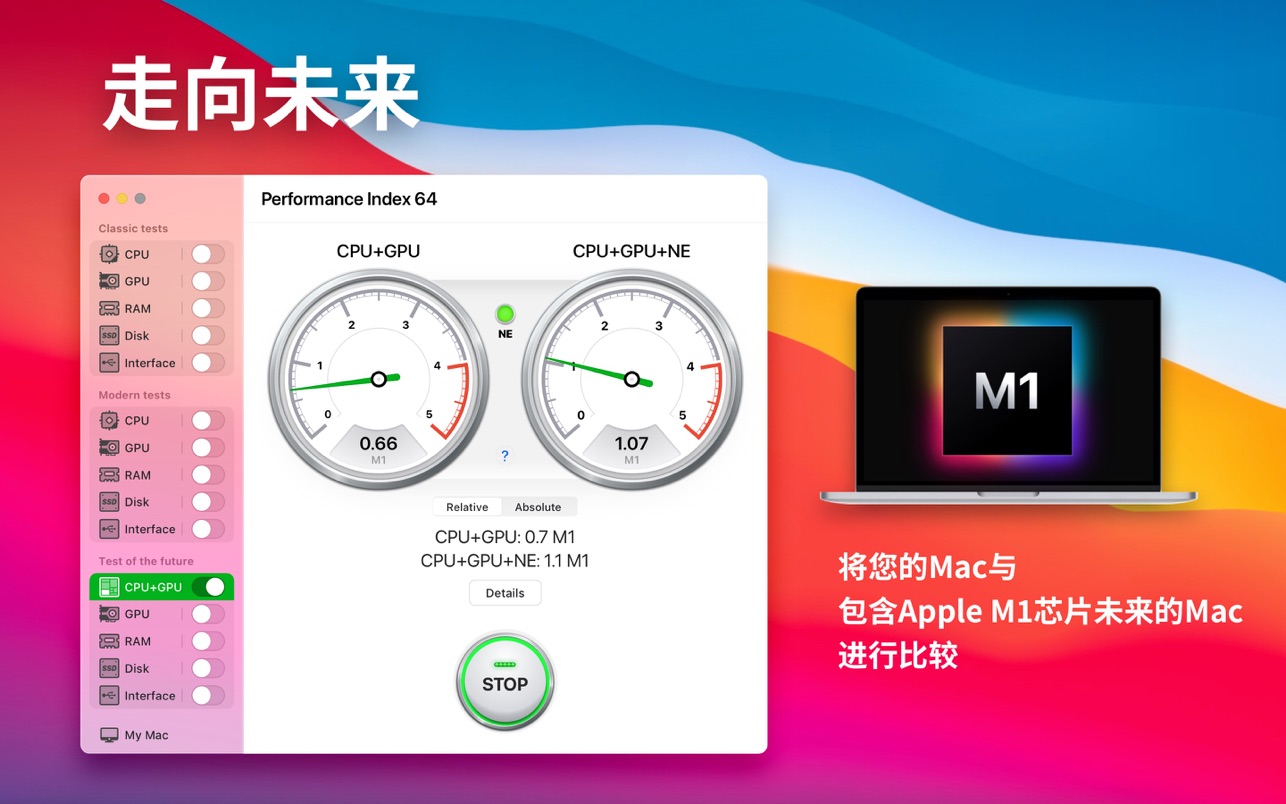 走向未来
Performance Index 64
Classic tests
CPU
GPU
RAM
SSD Disk
Interface
Modern tests
CPU
GPU
RAM
SSD Disk
Interface
Test of the future
CPU+GPU
GPU
RAM
SSD Disk
Interface
My Mac
CPU+GPU
0 1 2 3 4 5
0.66
M1
NE
?
CPU+GPU+NE
0 1 2 3 4 5
1.07
M1
Relative Absolute
CPU+GPU: 0.7 M1
CPU+GPU+NE: 1.1 M1
Details
STOP
M1
将您的Mac与
包含Apple M1芯片未来的Mac
进行比较